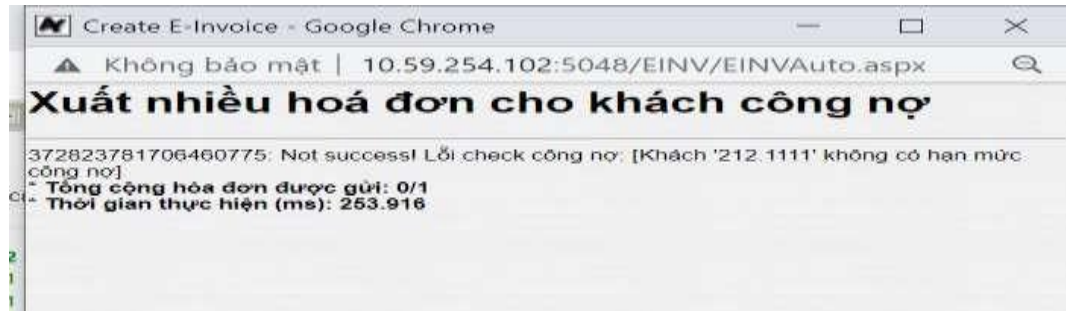 Create E-Invoice - Google Chrome
Không bảo mật | 10.59.254.102:5048/EINV/EINVAuto.aspx
Xuất nhiều hoá đơn cho khách công nợ
372823781706460775: Not success! Lỗi check công nợ: [Khách '212.1111' không có hạn mức
công nợ]
* Tổng cộng hóa đơn được gửi: 0/1
* Thời gian thực hiện (ms): 253.916